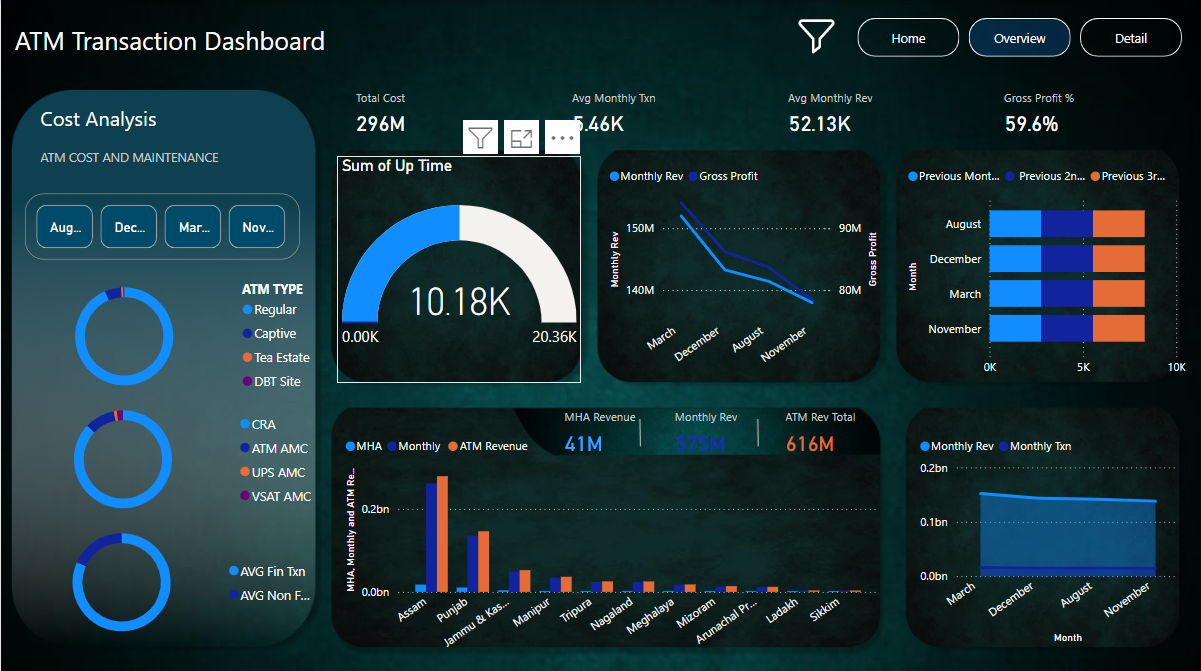 ATM Transaction Dashboard
Home
Overview
Detail
Cost Analysis
ATM COST AND MAINTENANCE
Aug...
Dec...
Mar...
Nov...
ATM TYPE
Regular
Captive
Tea Estate
DBT Site
CRA
ATM AMC
UPS AMC
VSAT AMC
AVG Fin Txn
AVG Non F...
Total Cost
296M
Avg Monthly Txn
5.46K
Avg Monthly Rev
52.13K
Gross Profit %
59.6%
Sum of Up Time
10.18K
0.00K
20.36K
Monthly Rev
Gross Profit
150M
140M
90M
80M
Monthly Rev
Gross Profit
March
December
August
November
Previous Mont...
Previous 2n...
Previous 3r...
Month
August
December
March
November
0K
5K
10K
MHA
Monthly
ATM Revenue
MHA Revenue
41M
Monthly Rev
575M
ATM Rev Total
616M
MHA, Monthly and ATM Re...
0.2bn
0.0bn
Assam
Punjab
Jammu & Kas...
Manipur
Tripura
Nagaland
Meghalaya
Mizoram
Arunachal Pr...
Ladakh
Sikkim
Monthly Rev
Monthly Txn
0.2bn
0.1bn
0.0bn
March
December
August
November
Month